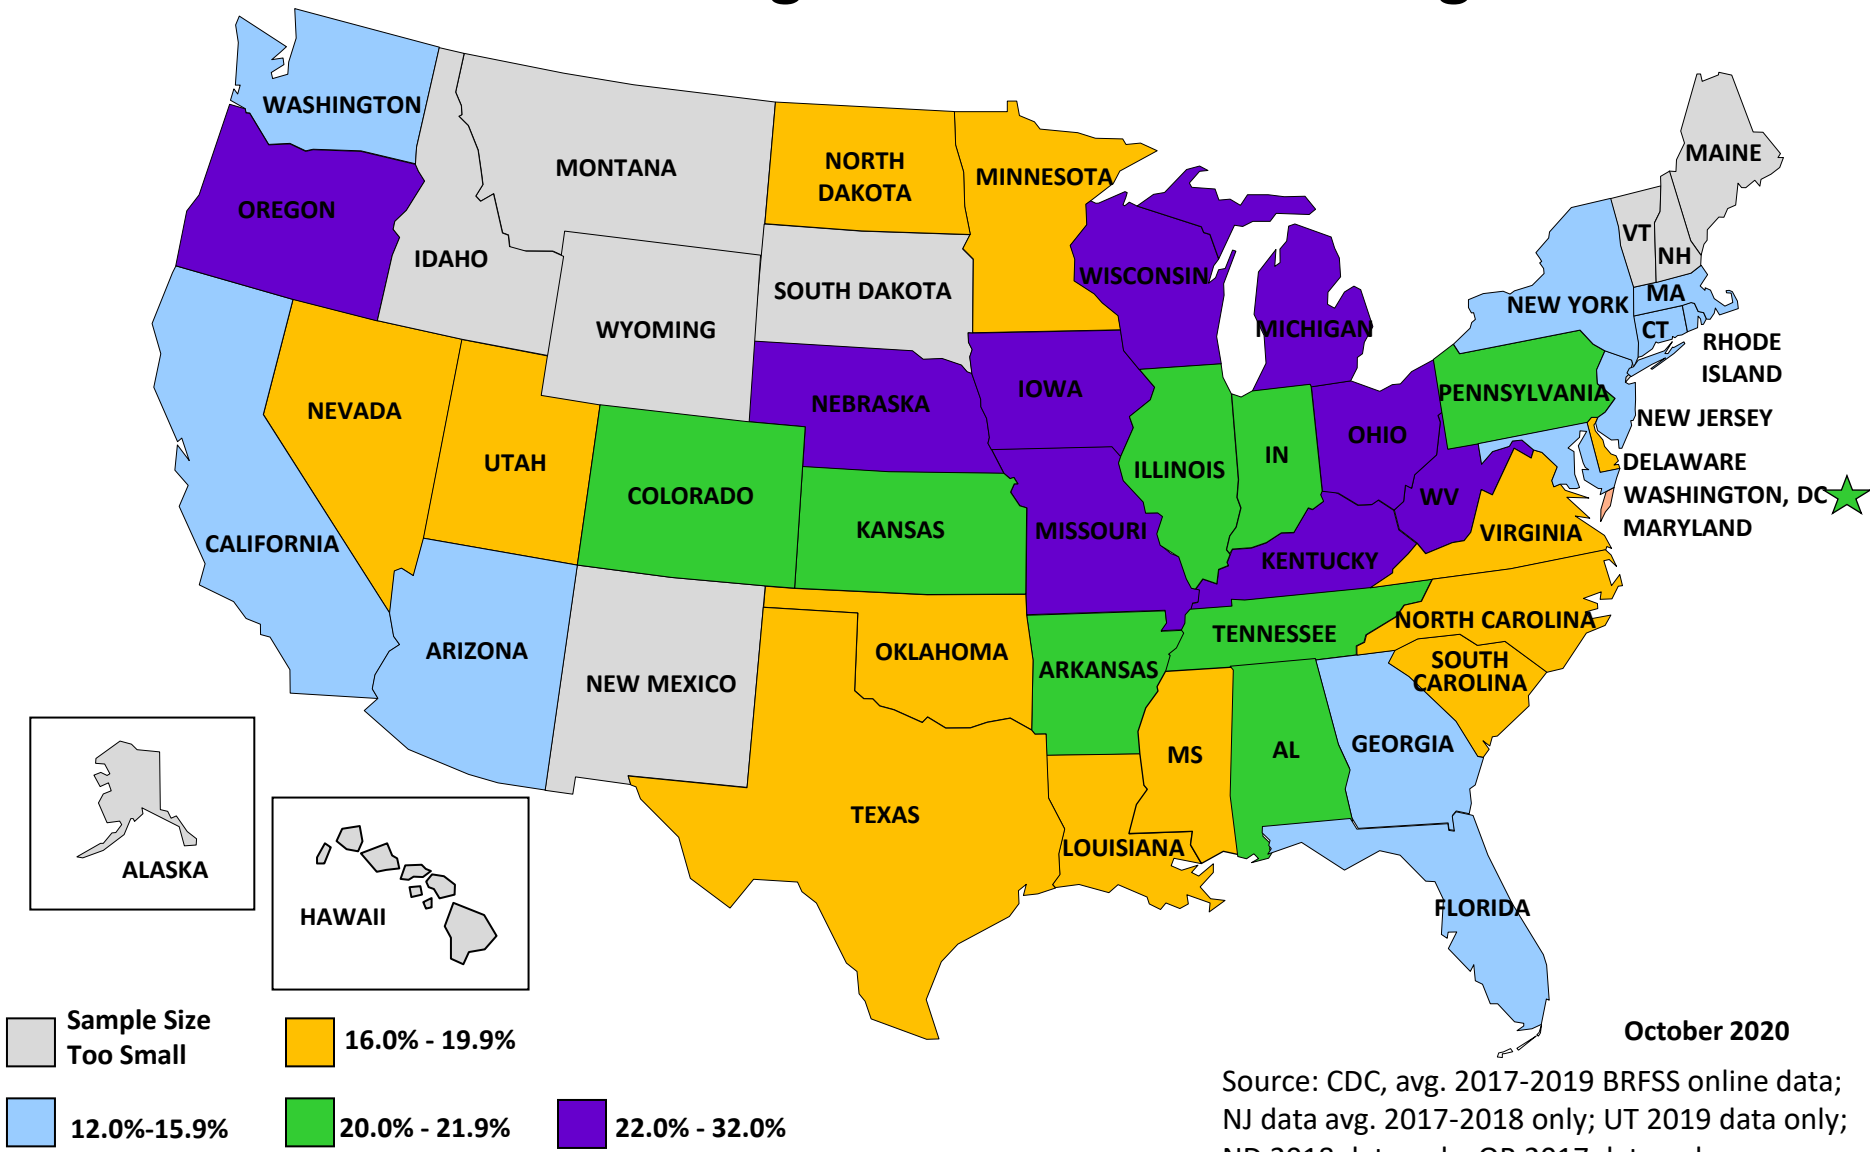 WASHINGTON
MONTANA
NORTH
DAKOTA
MINNESOTA
MAINE
OREGON
IDAHO
VT
NH
WISCONSIN
SOUTH DAKOTA
WYOMING
MICHIGAN
NEW YORK
MA
CT
RHODE
ISLAND
NEVADA
NEBRASKA
IOWA
PENNSYLVANIA
NEW JERSEY
UTAH
COLORADO
ILLINOIS
IN
OHIO
DELAWARE
WV
WASHINGTON, DC
MARYLAND
CALIFORNIA
KANSAS
MISSOURI
KENTUCKY
VIRGINIA
ARIZONA
NEW MEXICO
OKLAHOMA
ARKANSAS
TENNESSEE
NORTH CAROLINA
SOUTH
CAROLINA
TEXAS
MS
AL
GEORGIA
LOUISIANA
FLORIDA
ALASKA
HAWAII
Sample Size
Too Small
16.0% - 19.9%
12.0%-15.9%
20.0% - 21.9%
22.0% - 32.0%
October 2020
Source: CDC, avg. 2017-2019 BRFSS online data;
NJ data avg. 2017-2018 only; UT 2019 data only;